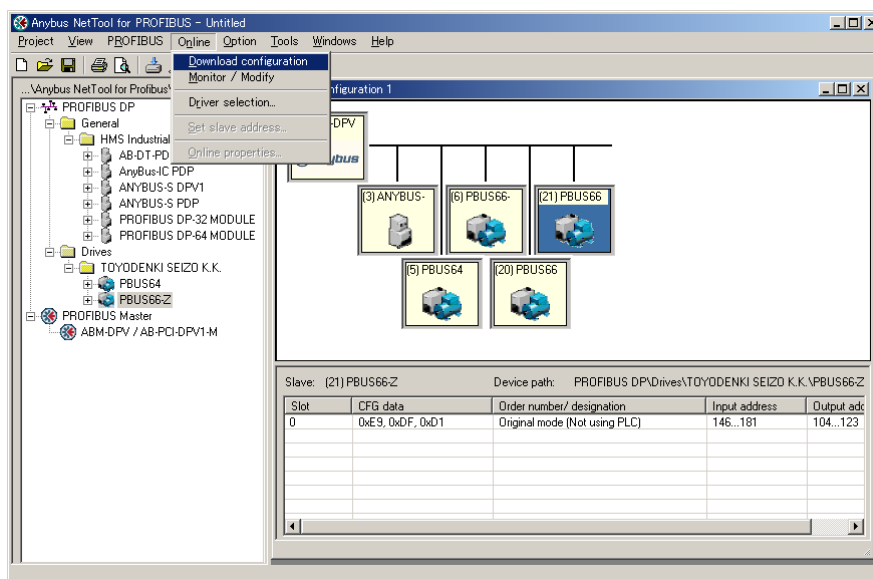 Anybus NetTool for PROFIBUS - Untitled
Project View PROFIBUS Online Option Tools Windows Help
Download configuration
Monitor / Modify
Driver selection...
Set slave address...
Online properties...
...\Anybus NetTool for Profibus\
PROFIBUS DP
General
HMS Industrial
AB-DT-PD
AnyBus-IC PDP
ANYBUS-S DPV1
ANYBUS-S PDP
PROFIBUS DP-32 MODULE
PROFIBUS DP-64 MODULE
Drives
TOYODENKI SEIZO K.K.
PBUS64
PBUS66-Z
PROFIBUS Master
ABM-DPV / AB-PCI-DPV1-M
nfiguration 1
-DPV
ybus
(3) ANYBUS-
(6) PBUS66-
(21) PBUS66
(5) PBUS64
(20) PBUS66
Slave: (21) PBUS66-Z Device path: PROFIBUS DP\Drives\TOYODENKI SEIZO K.K.\PBUS66-Z
Slot CFG data Order number/ designation Input address Output add
0 0xE9, 0xDF, 0xD1 Original mode (Not using PLC) 146...181 104...123